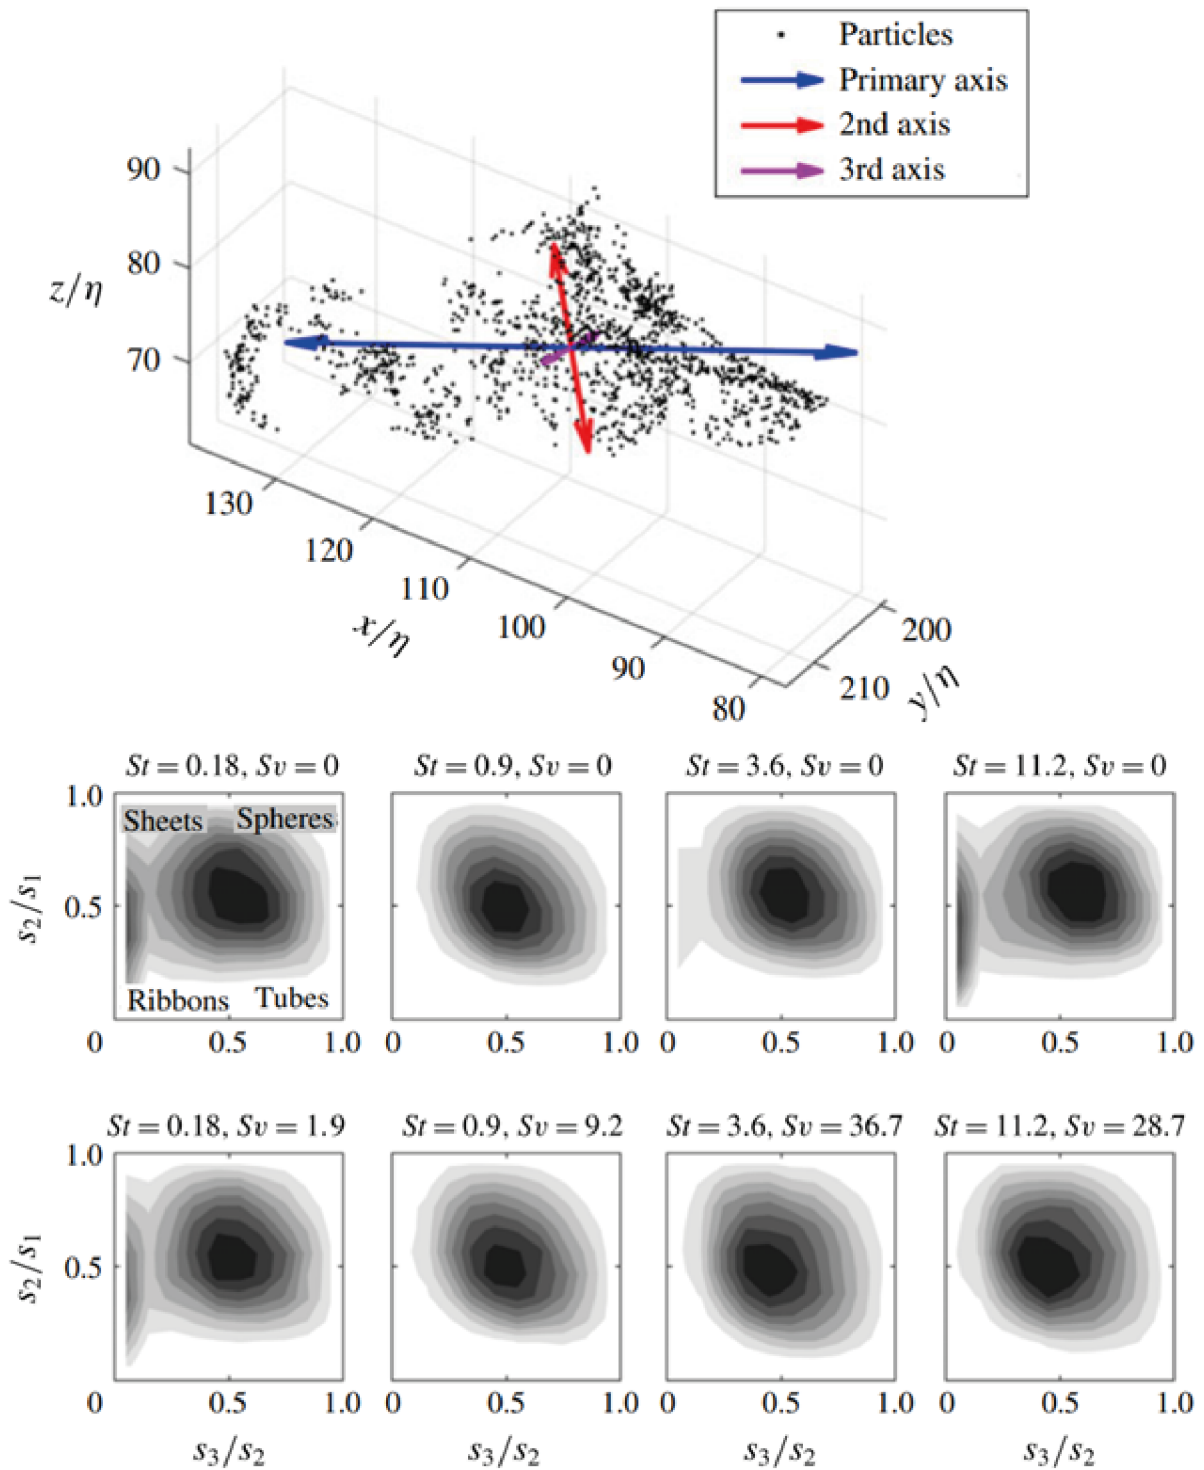 Particles
Primary axis
2nd axis
3rd axis
90
80
70
z/η
130
120
110
100
90
80
x/η
200
210
y/η
St = 0.18, Sv = 0
St = 0.9, Sv = 0
St = 3.6, Sv = 0
St = 11.2, Sv = 0
1.0
0.5
s2/s1
Sheets Spheres
Ribbons Tubes
0 0.5 1.0
0 0.5 1.0
0 0.5 1.0
0 0.5 1.0
St = 0.18, Sv = 1.9
St = 0.9, Sv = 9.2
St = 3.6, Sv = 36.7
St = 11.2, Sv = 28.7
1.0
0.5
s2/s1
0 0.5 1.0
0 0.5 1.0
0 0.5 1.0
0 0.5 1.0
s3/s2
s3/s2
s3/s2
s3/s2